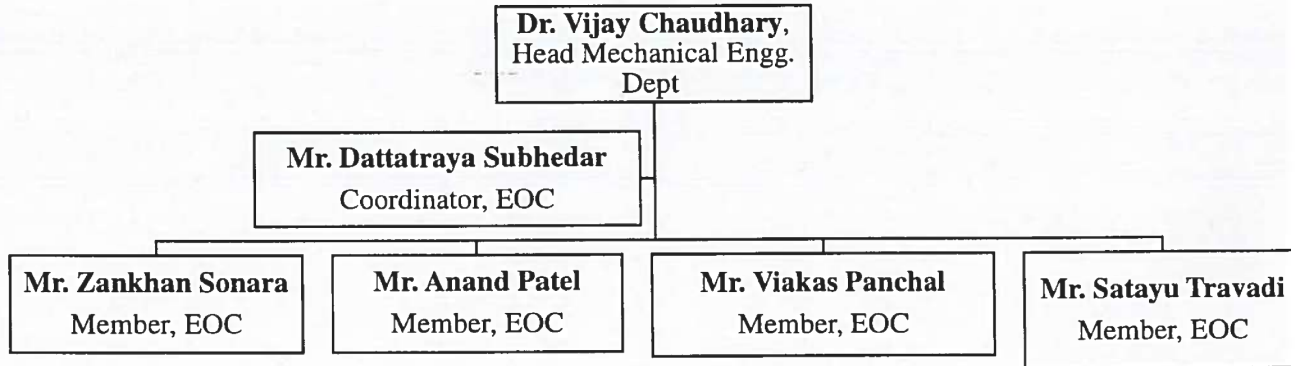 Dr. Vijay Chaudhary,
Head Mechanical Engg.
Dept
Mr. Dattatraya Subhedar
Coordinator, EOC
Mr. Zankhan Sonara
Member, EOC
Mr. Anand Patel
Member, EOC
Mr. Viakas Panchal
Member, EOC
Mr. Satayu Travadi
Member, EOC